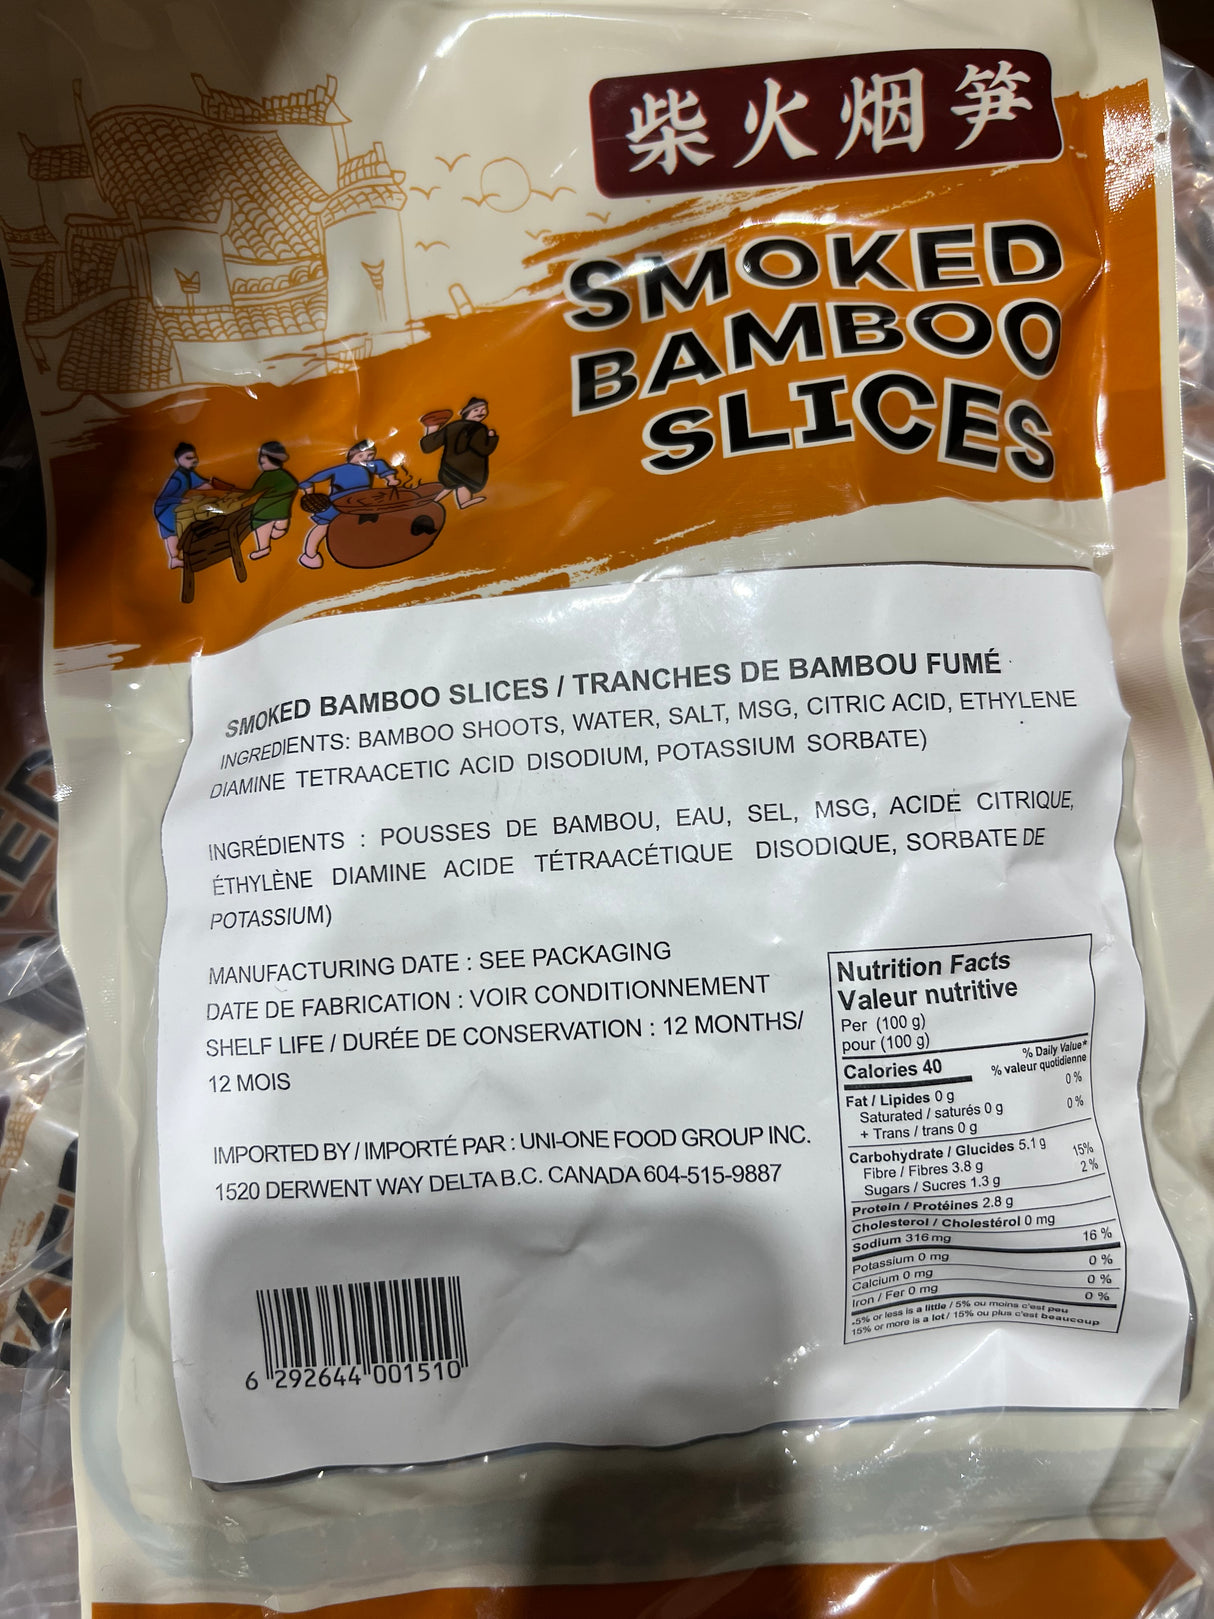 柴火烟笋
SMOKED
BAMBOO
SLICES
SMOKED BAMBOO SLICES / TRANCHES DE BAMBOU FUMÉ
INGREDIENTS: BAMBOO SHOOTS, WATER, SALT, MSG, CITRIC ACID, ETHYLENE
DIAMINE TETRAACETIC ACID DISODIUM, POTASSIUM SORBATE)
INGRÉDIENTS : POUSSES DE BAMBOU, EAU, SEL, MSG, ACIDE CITRIQUE,
ÉTHYLÈNE DIAMINE ACIDE TÉTRAACÉTIQUE DISODIQUE, SORBATE DE
POTASSIUM)
MANUFACTURING DATE : SEE PACKAGING
DATE DE FABRICATION : VOIR CONDITIONNEMENT
SHELF LIFE / DURÉE DE CONSERVATION : 12 MONTHS/
12 MOIS
IMPORTED BY / IMPORTÉ PAR : UNI-ONE FOOD GROUP INC.
1520 DERWENT WAY DELTA B.C. CANADA 604-515-9887
6 292644 001510
Nutrition Facts
Valeur nutritive
Per (100 g)
pour (100 g)
Calories 40
% Daily Value*
% valeur quotidienne
Fat / Lipides 0 g 0 %
Saturated / saturés 0 g 0 %
+ Trans / trans 0 g
Carbohydrate / Glucides 5.1 g
Fibre / Fibres 3.8 g 15%
Sugars / Sucres 1.3 g 2 %
Protein / Protéines 2.8 g
Cholesterol / Cholestérol 0 mg
Sodium 316 mg 16 %
Potassium 0 mg 0 %
Calcium 0 mg 0 %
Iron / Fer 0 mg 0 %
*5% or less is a little / 5% ou moins c'est peu
15% or more is a lot / 15% ou plus c'est beaucoup